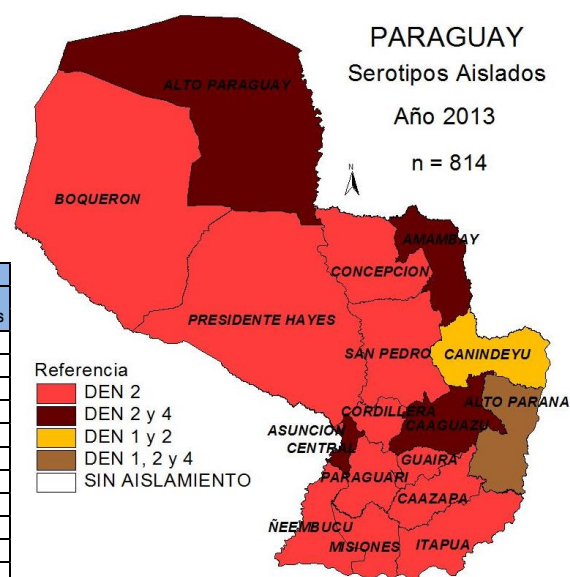 PARAGUAY
Serotipos Aislados
Año 2013
n = 814
N
ALTO PARAGUAY
BOQUERON
AMAMBAY
CONCEPCION
PRESIDENTE HAYES
SAN PEDRO
CANINDEYU
ALTO PARANA
CORDILLERA
CAAGUAZU
ASUNCION
CENTRAL
GUAIRA
PARAGUARI
CAAZAPA
ÑEEMBUCU
MISIONES
ITAPUA
Referencia
DEN 2
DEN 2 y 4
DEN 1 y 2
DEN 1, 2 y 4
SIN AISLAMIENTO